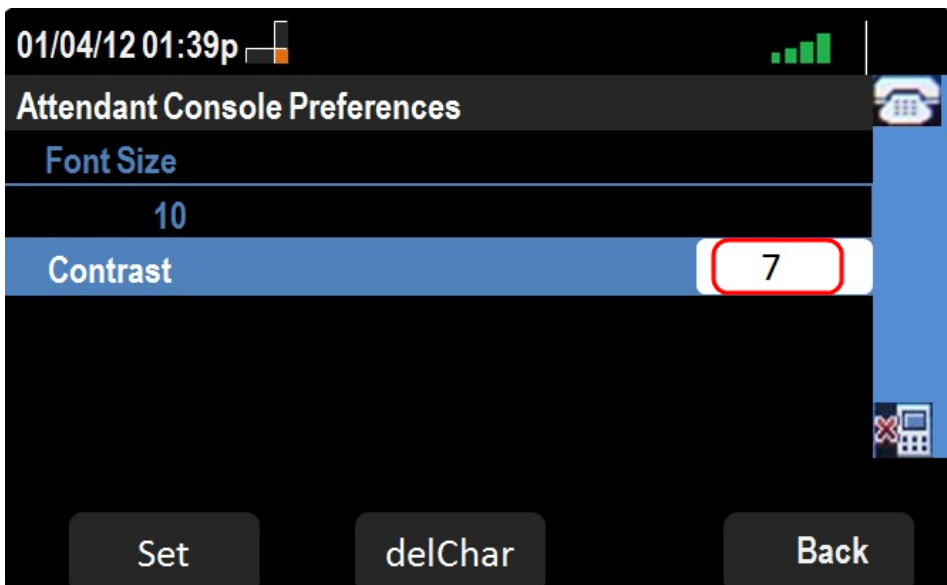 01/04/12 01:39p
Attendant Console Preferences
Font Size
10
Contrast 7
Set delChar Back